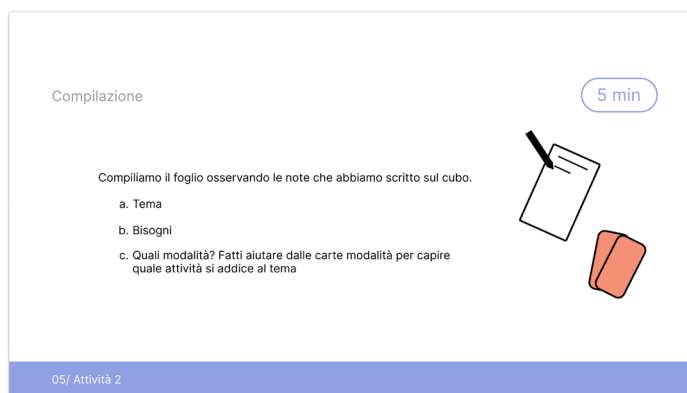 Compilazione
5 min
Compiliamo il foglio osservando le note che abbiamo scritto sul cubo.
a. Tema
b. Bisogni
c. Quali modalità? Fatti aiutare dalle carte modalità per capire
quale attività si addice al tema
05/ Attività 2